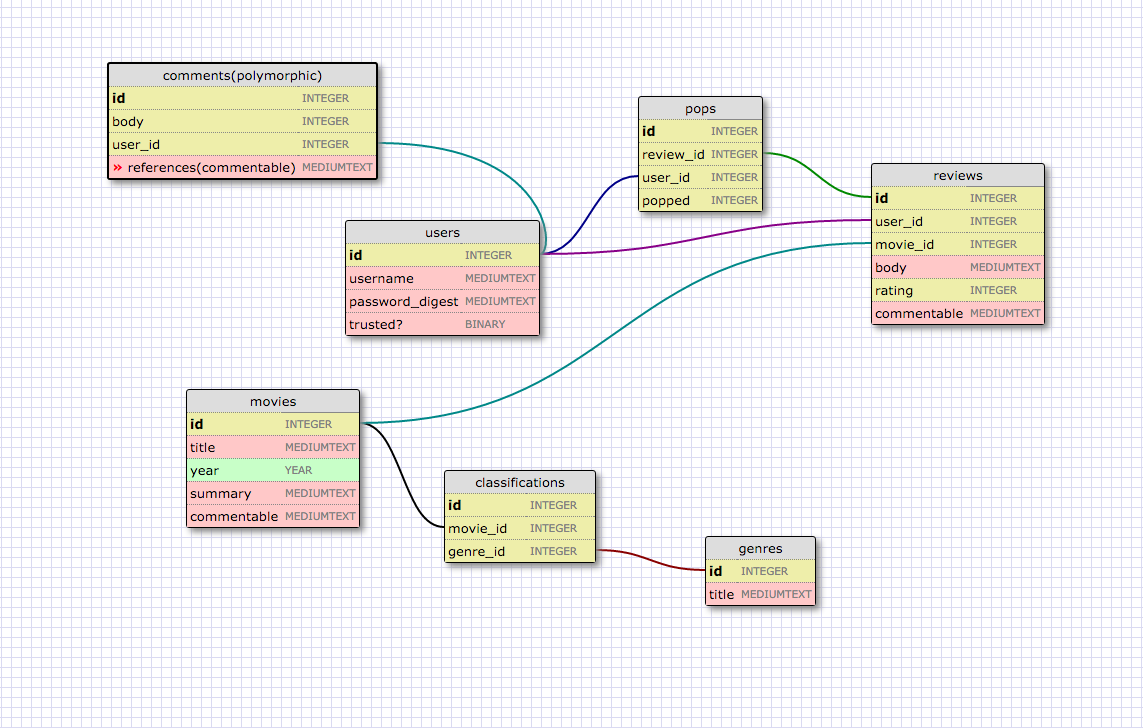 comments(polymorphic)
id INTEGER
body INTEGER
user_id INTEGER
» references(commentable) MEDIUMTEXT
pops
id INTEGER
review_id INTEGER
user_id INTEGER
popped INTEGER
reviews
id INTEGER
user_id INTEGER
movie_id INTEGER
body MEDIUMTEXT
rating INTEGER
commentable MEDIUMTEXT
users
id INTEGER
username MEDIUMTEXT
password_digest MEDIUMTEXT
trusted? BINARY
movies
id INTEGER
title MEDIUMTEXT
year YEAR
summary MEDIUMTEXT
commentable MEDIUMTEXT
classifications
id INTEGER
movie_id INTEGER
genre_id INTEGER
genres
id INTEGER
title MEDIUMTEXT